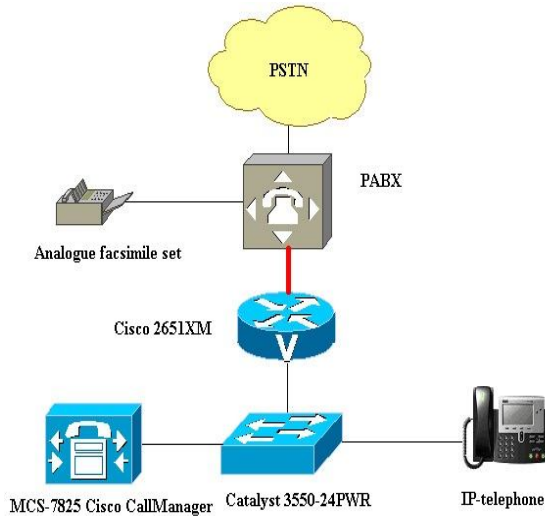 PSTN
PABX
Analogue facsimile set
Cisco 2651XM
V
MCS-7825 Cisco CallManager
Catalyst 3550-24PWR
IP-telephone